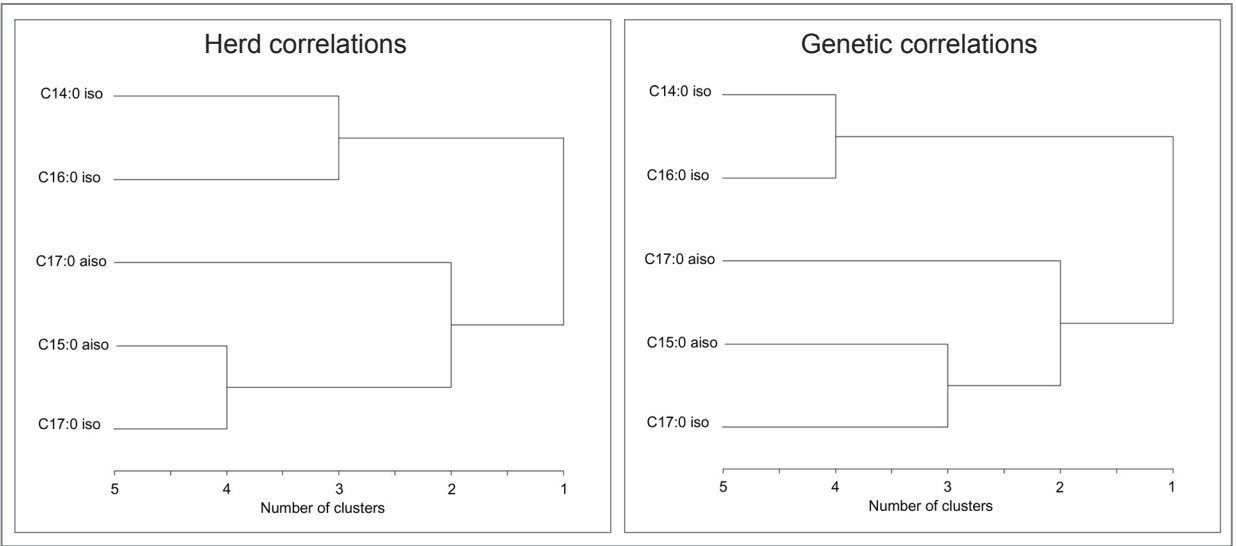 Herd correlations
C14:0 iso
C16:0 iso
C17:0 aiso
C15:0 aiso
C17:0 iso
5 4 3 2 1
Number of clusters
Genetic correlations
C14:0 iso
C16:0 iso
C17:0 aiso
C15:0 aiso
C17:0 iso
5 4 3 2 1
Number of clusters